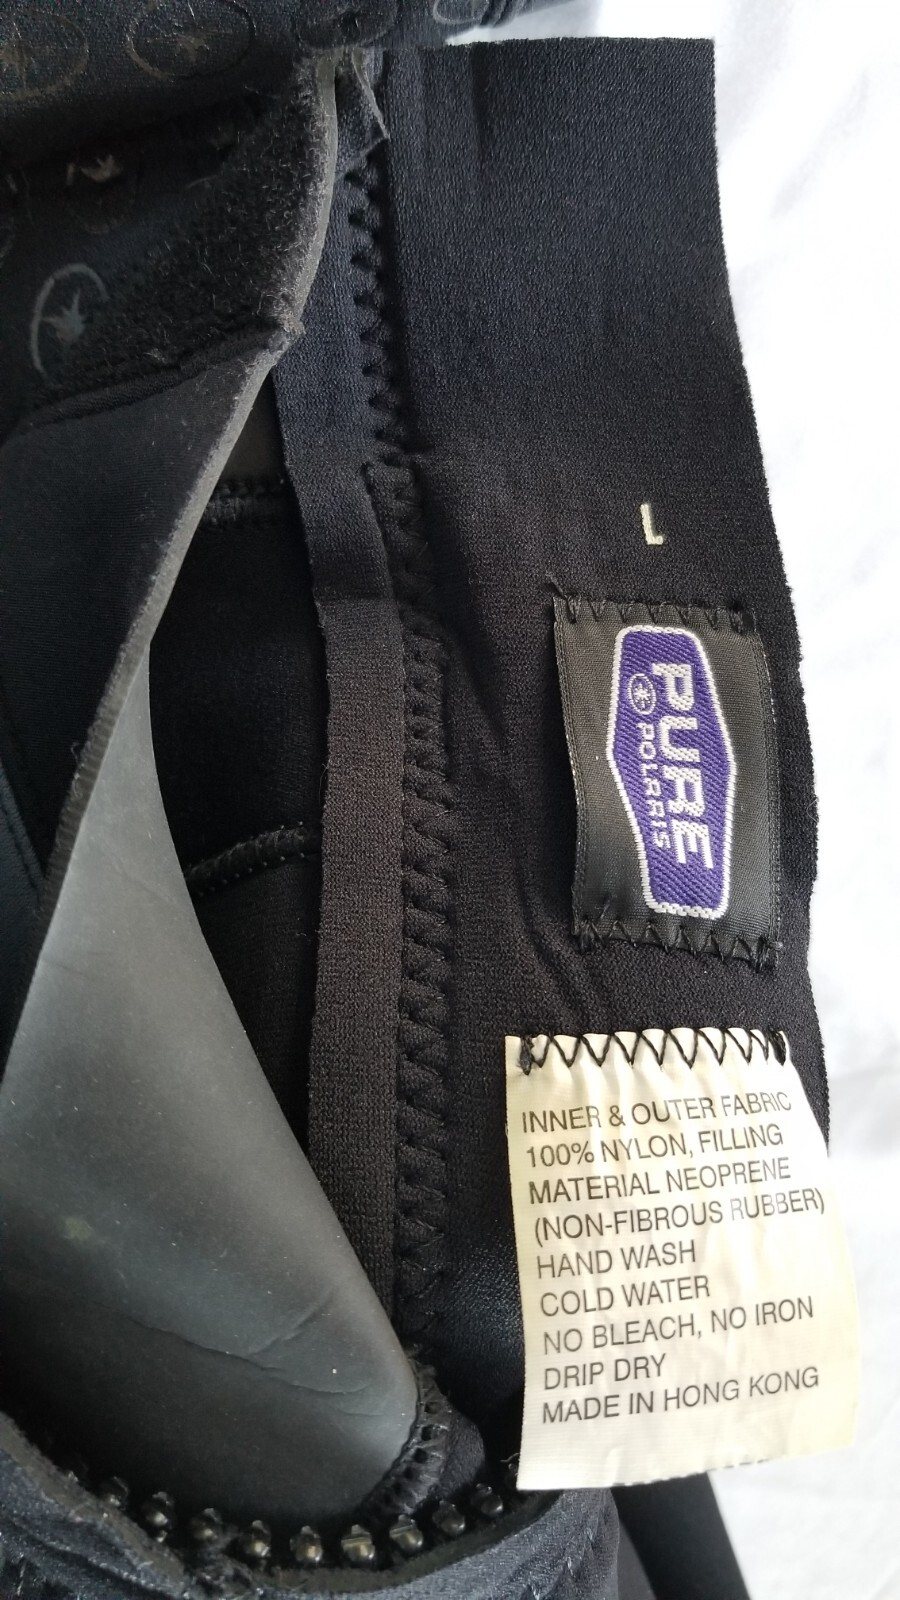 1
PURE
POLARIS
INNER & OUTER FABRIC
100% NYLON, FILLING
MATERIAL NEOPRENE
(NON-FIBROUS RUBBER)
HAND WASH
COLD WATER
NO BLEACH, NO IRON
DRIP DRY
MADE IN HONG KONG